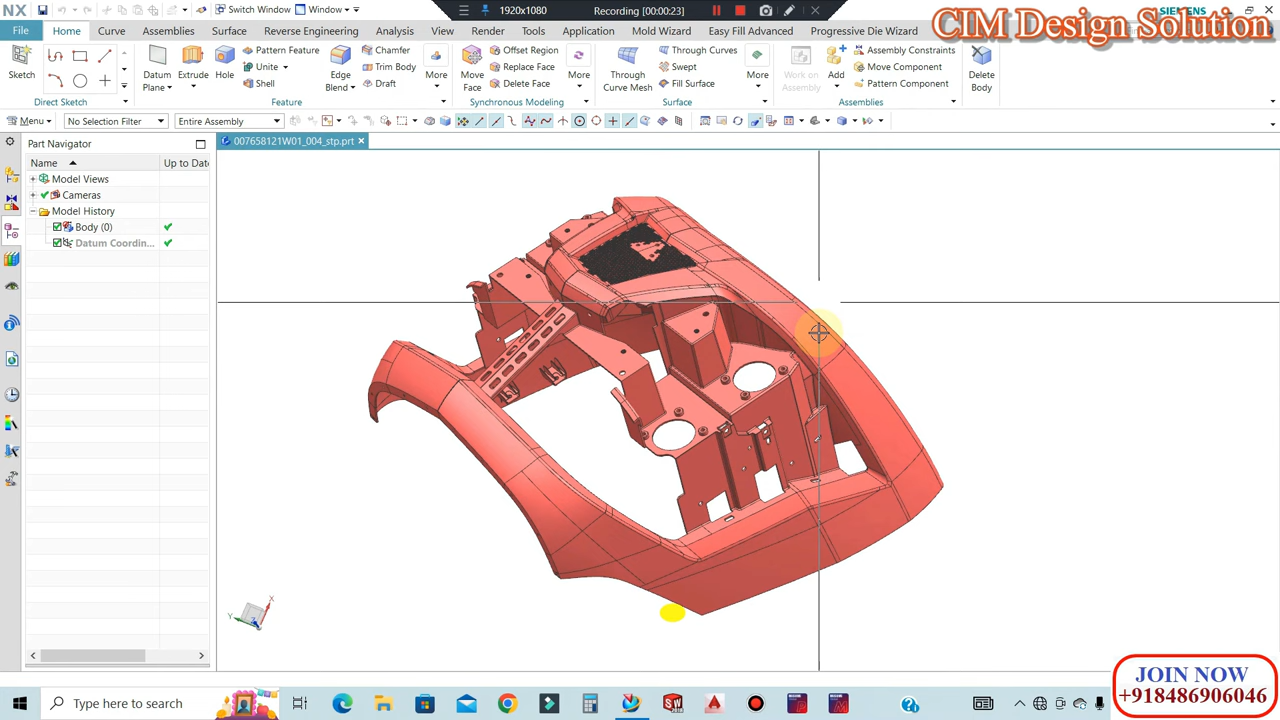 NX
Switch Window
Window
1920x1080
Recording [00:00:23]
SIEMENS
CIM Design Solution
File
Home
Curve
Assemblies
Surface
Reverse Engineering
Analysis
View
Render
Tools
Application
Mold Wizard
Easy Fill Advanced
Progressive Die Wizard
Sketch
Direct Sketch
Datum
Plane
Extrude
Hole
Pattern Feature
Unite
Shell
Edge
Blend
Chamfer
Trim Body
Draft
More
Feature
Move
Face
Offset Region
Replace Face
Delete Face
More
Synchronous Modeling
Through
Curve Mesh
Through Curves
Swept
Fill Surface
More
Surface
Work on
Assembly
Add
Assembly Constraints
Move Component
Pattern Component
Assemblies
Delete
Body
Menu
No Selection Filter
Entire Assembly
Part Navigator
007658121W01_004_stp.prt
Name
Up to Dat
Model Views
Cameras
Model History
Body (0)
Datum Coordin...
X
Y
Z
JOIN NOW
+918486906046
Type here to search